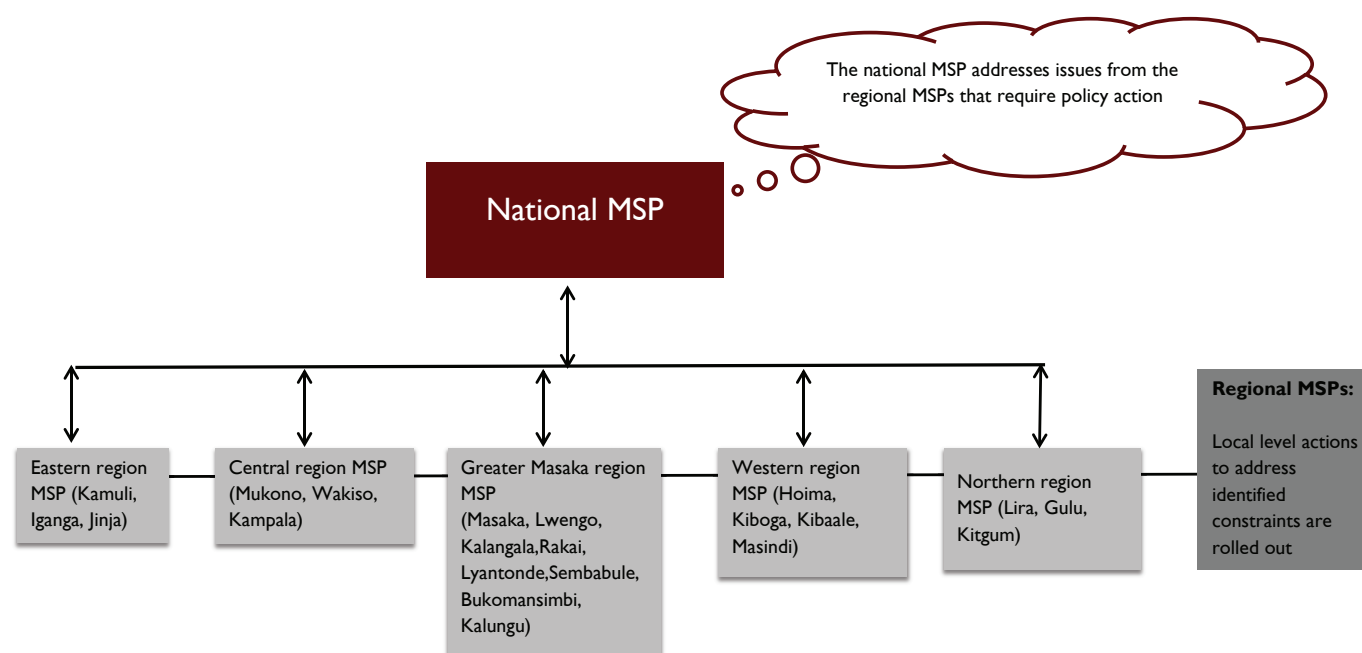 The national MSP addresses issues from the
regional MSPs that require policy action
National MSP
Eastern region
MSP (Kamuli,
Iganga, Jinja)
Central region MSP
(Mukono, Wakiso,
Kampala)
Greater Masaka region
MSP
(Masaka, Lwengo,
Kalangala,Rakai,
Lyantonde,Sembabule,
Bukomansimbi,
Kalungu)
Western region
MSP (Hoima,
Kiboga, Kibaale,
Masindi)
Northern region
MSP (Lira, Gulu,
Kitgum)
Regional MSPs:
Local level actions
to address
identified
constraints are
rolled out